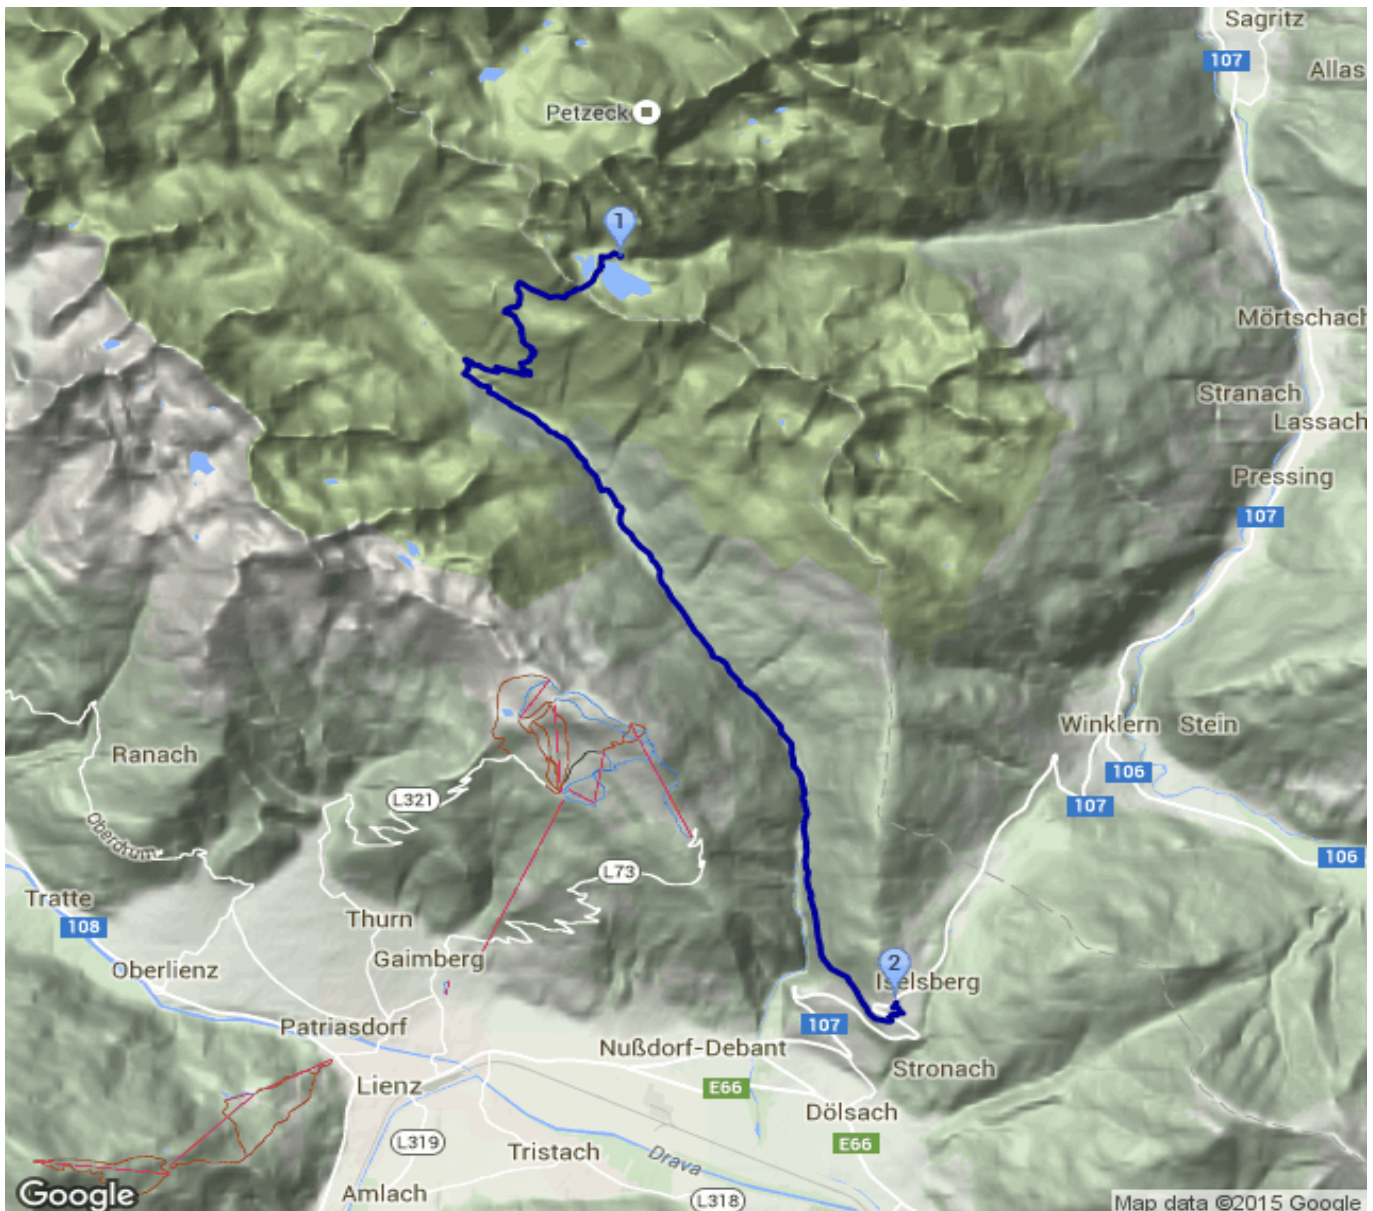 Sagritz
107
Allas
Petzeck
1
Mörtschach
Stranach
Lassach
Pressing
107
Winklern
Stein
106
107
106
Ranach
L321
Oberdrum
L73
Tratte
108
Thurn
Gaimberg
Oberlienz
2
Iselsberg
107
Patriasdorf
Nußdorf-Debant
Stronach
Lienz
E66
Dölsach
E66
L319
Tristach
Drava
Amlach
L318
Google
Map data ©2015 Google